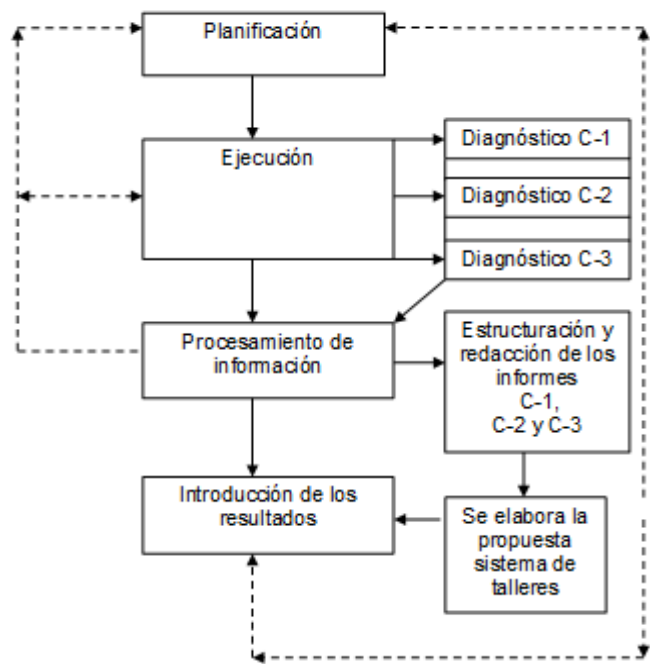 Planificación
Ejecución
Diagnóstico C-1
Diagnóstico C-2
Diagnóstico C-3
Procesamiento de
información
Estructuración y
redacción de los
informes
C-1,
C-2 y C-3
Introducción de los
resultados
Se elabora la
propuesta
sistema de
talleres